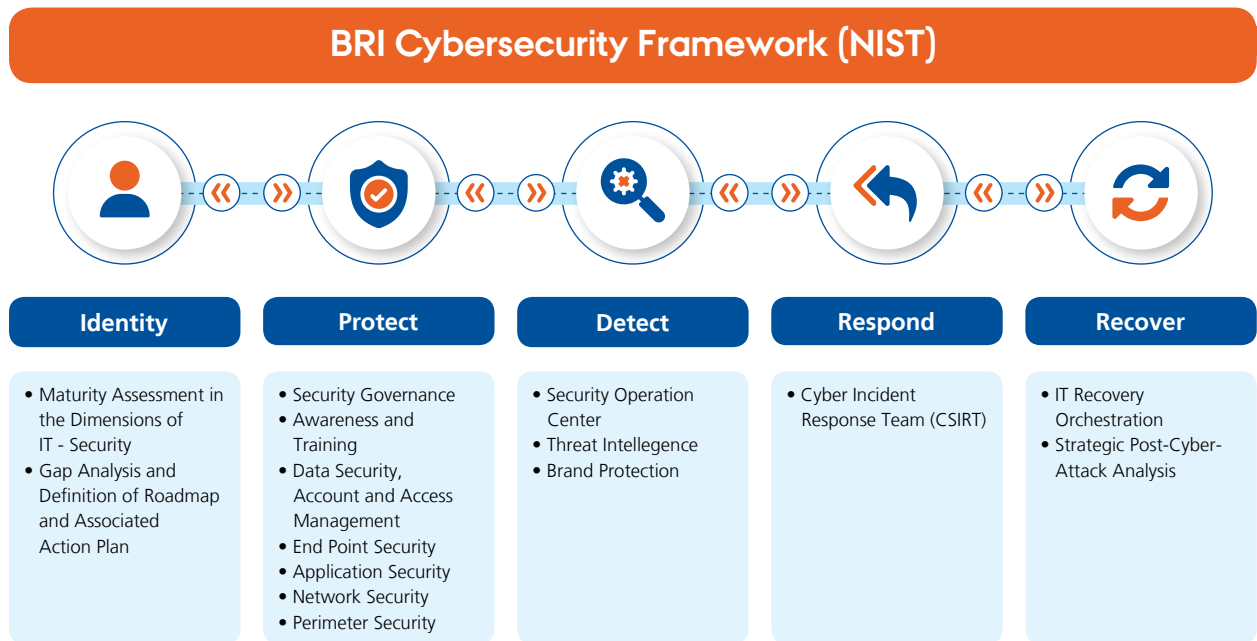 BRI Cybersecurity Framework (NIST)
Identity
• Maturity Assessment in
the Dimensions of
IT - Security
• Gap Analysis and
Definition of Roadmap
and Associated
Action Plan
Protect
• Security Governance
• Awareness and
Training
• Data Security,
Account and Access
Management
• End Point Security
• Application Security
• Network Security
• Perimeter Security
Detect
• Security Operation
Center
• Threat Intellegence
• Brand Protection
Respond
• Cyber Incident
Response Team (CSIRT)
Recover
• IT Recovery
Orchestration
• Strategic Post-Cyber-
Attack Analysis